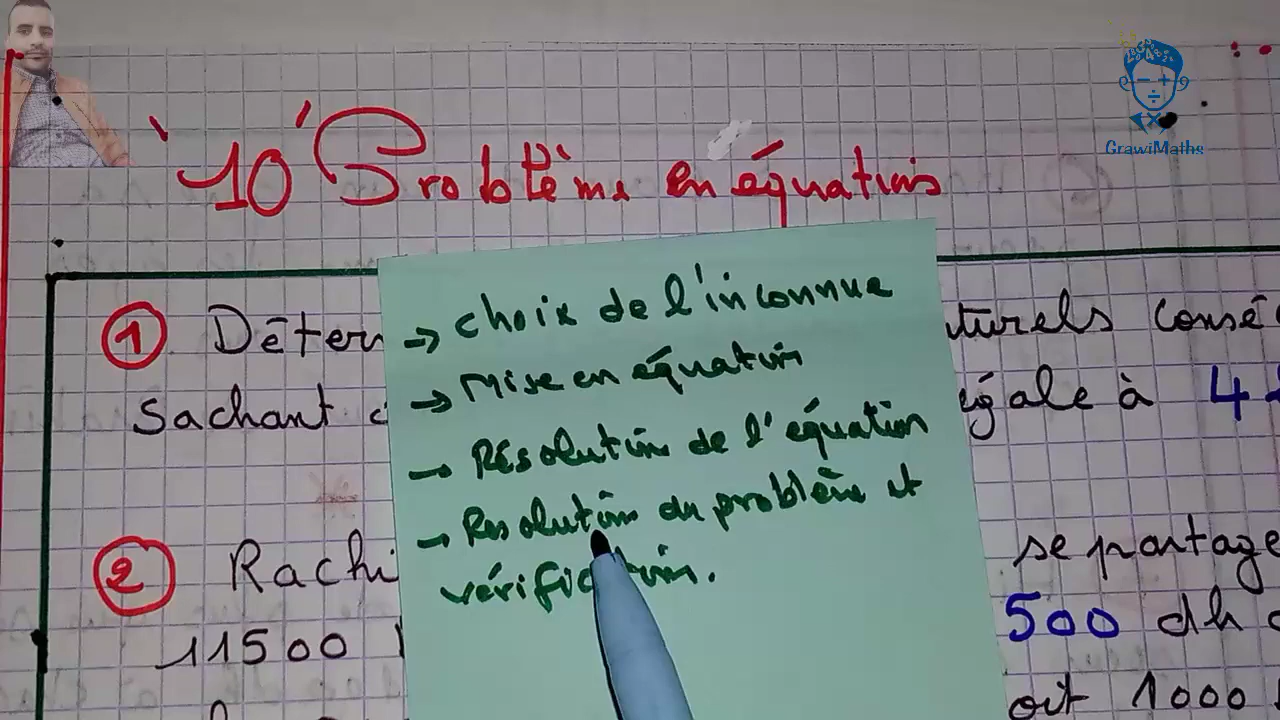 GrawiMaths
"10" Problème en équations
→ choix de l'inconnue
→ Mise en équation
→ Résolution de l'équation
→ Resolution du problème et
vérification.
① Déter
turels consé
Sachant
égale à 4
② Rachi
se partage
11500
500 dh
oit 1000